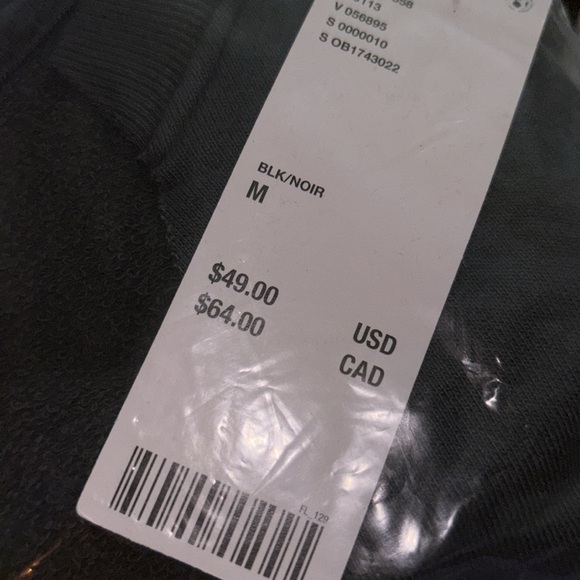 V 056895
S 0000010
S OB1743022
BLK/NOIR
M
$49.00 USD
$64.00 CAD
FL_129